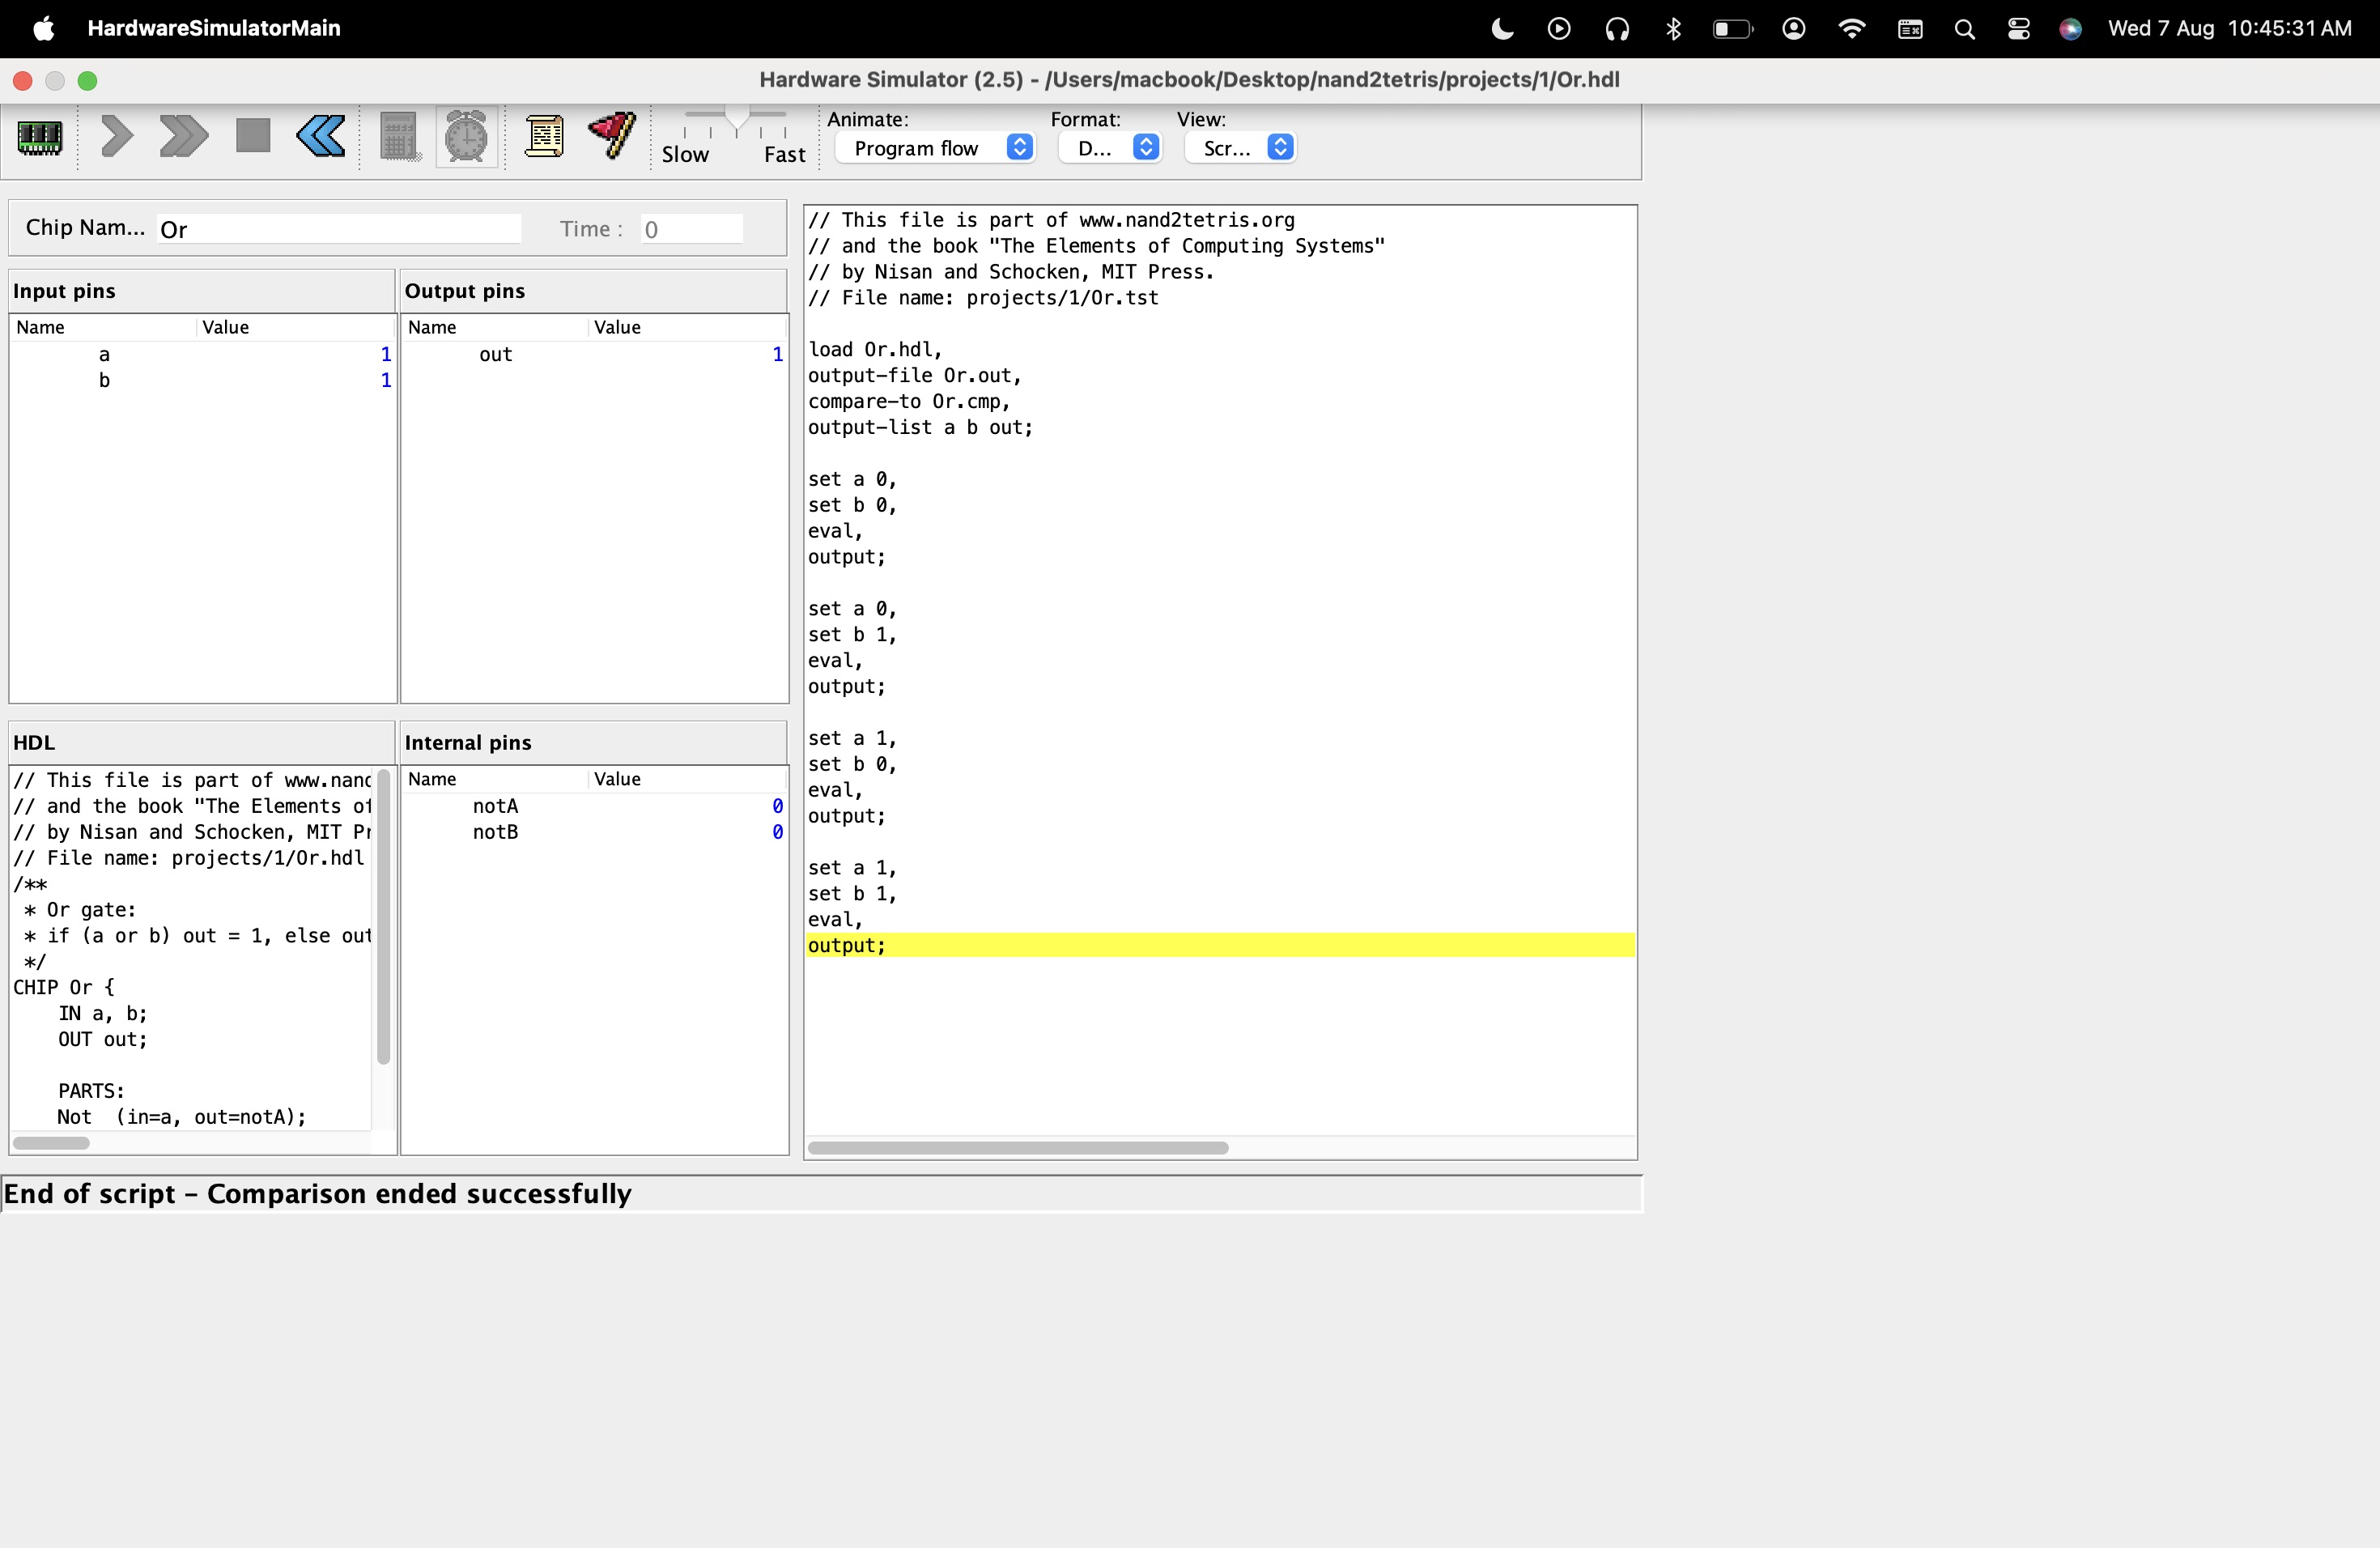 HardwareSimulatorMain
Wed 7 Aug 10:45:31 AM
Hardware Simulator (2.5) - /Users/macbook/Desktop/nand2tetris/projects/1/Or.hdl
Slow
Fast
Animate:
Program flow
Format:
D...
View:
Scr...
Chip Nam...
Or
Time :
0
Input pins
Name Value
a 1
b 1
Output pins
Name Value
out 1
HDL
// This file is part of www.nand
// and the book "The Elements of
// by Nisan and Schocken, MIT Pr
// File name: projects/1/Or.hdl
/**
* Or gate:
* if (a or b) out = 1, else out
*/
CHIP Or {
IN a, b;
OUT out;
PARTS:
Not (in=a, out=notA);
Internal pins
Name Value
notA 0
notB 0
// This file is part of www.nand2tetris.org
// and the book "The Elements of Computing Systems"
// by Nisan and Schocken, MIT Press.
// File name: projects/1/Or.tst
load Or.hdl,
output-file Or.out,
compare-to Or.cmp,
output-list a b out;
set a 0,
set b 0,
eval,
output;
set a 0,
set b 1,
eval,
output;
set a 1,
set b 0,
eval,
output;
set a 1,
set b 1,
eval,
output;
End of script – Comparison ended successfully